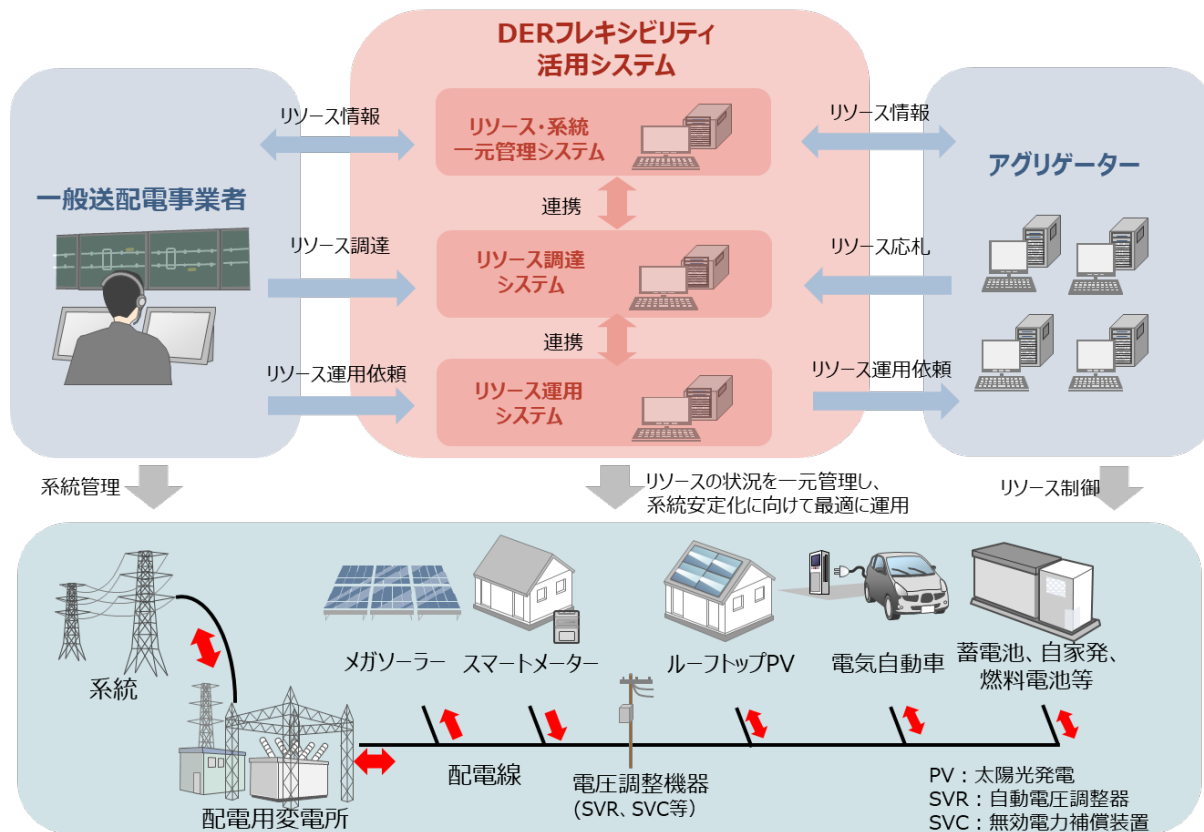 DERフレキシビリティ
活用システム
リソース情報
リソース・系統
一元管理システム
リソース情報
一般送配電事業者
アグリゲーター
連携
リソース調達
リソース調達
システム
リソース応札
連携
リソース運用依頼
リソース運用
システム
リソース運用依頼
系統管理
リソースの状況を一元管理し、
系統安定化に向けて最適に運用
リソース制御
系統
メガソーラー
スマートメーター
ルーフトップPV
電気自動車
蓄電池、自家発、
燃料電池等
配電用変電所
配電線
電圧調整機器
(SVR、SVC等)
PV：太陽光発電
SVR：自動電圧調整器
SVC：無効電力補償装置